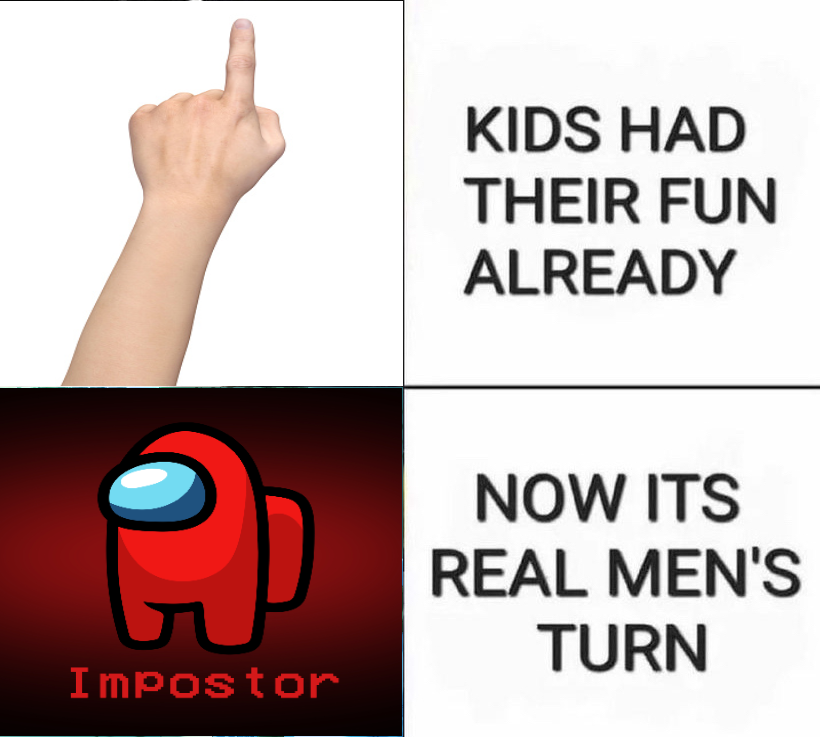 KIDS HAD
THEIR FUN
ALREADY
Impostor
NOW ITS
REAL MEN'S
TURN